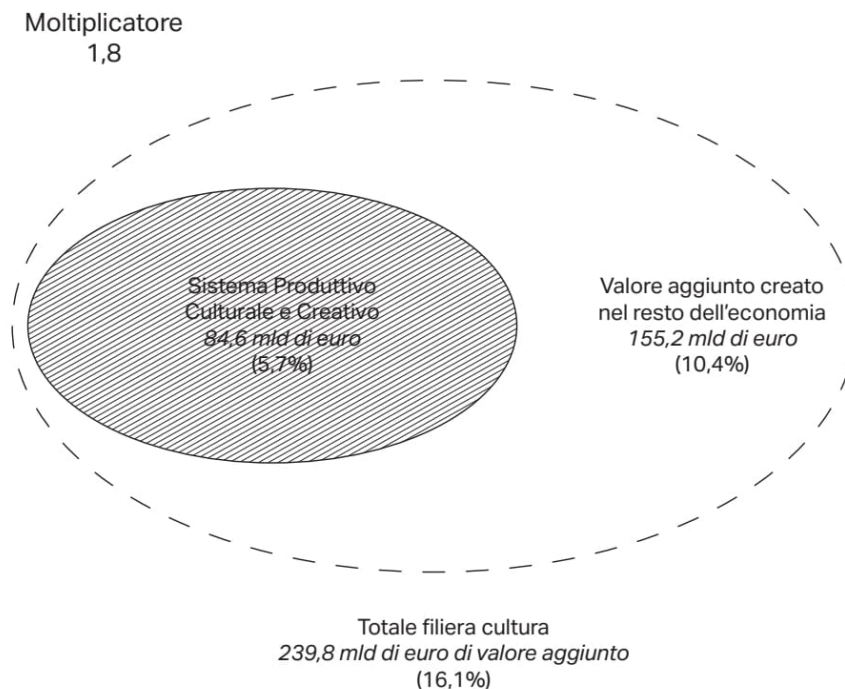 Moltiplicatore
1,8
Sistema Produttivo
Culturale e Creativo
84,6 mld di euro
(5,7%)
Valore aggiunto creato
nel resto dell'economia
155,2 mld di euro
(10,4%)
Totale filiera cultura
239,8 mld di euro di valore aggiunto
(16,1%)